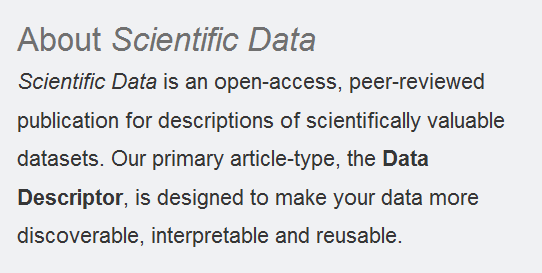 About Scientific Data
Scientific Data is an open-access, peer-reviewed
publication for descriptions of scientifically valuable
datasets. Our primary article-type, the Data
Descriptor, is designed to make your data more
discoverable, interpretable and reusable.